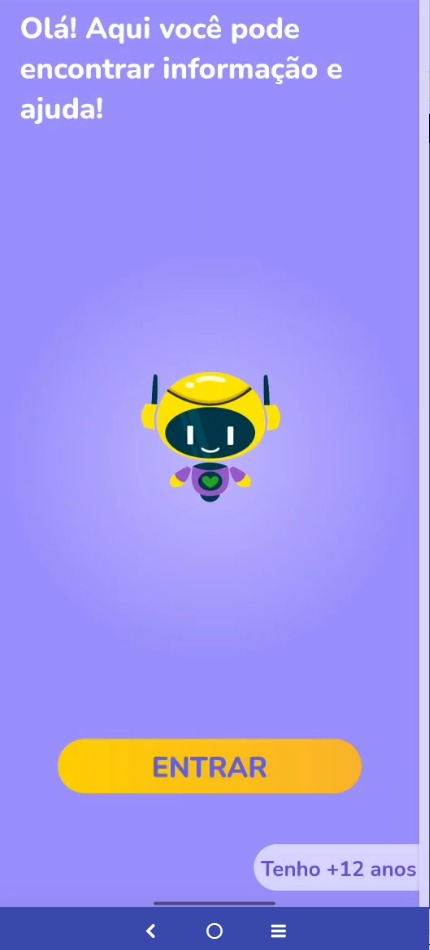 Olá! Aqui você pode
encontrar informação e
ajuda!
ENTRAR
Tenho +12 anos